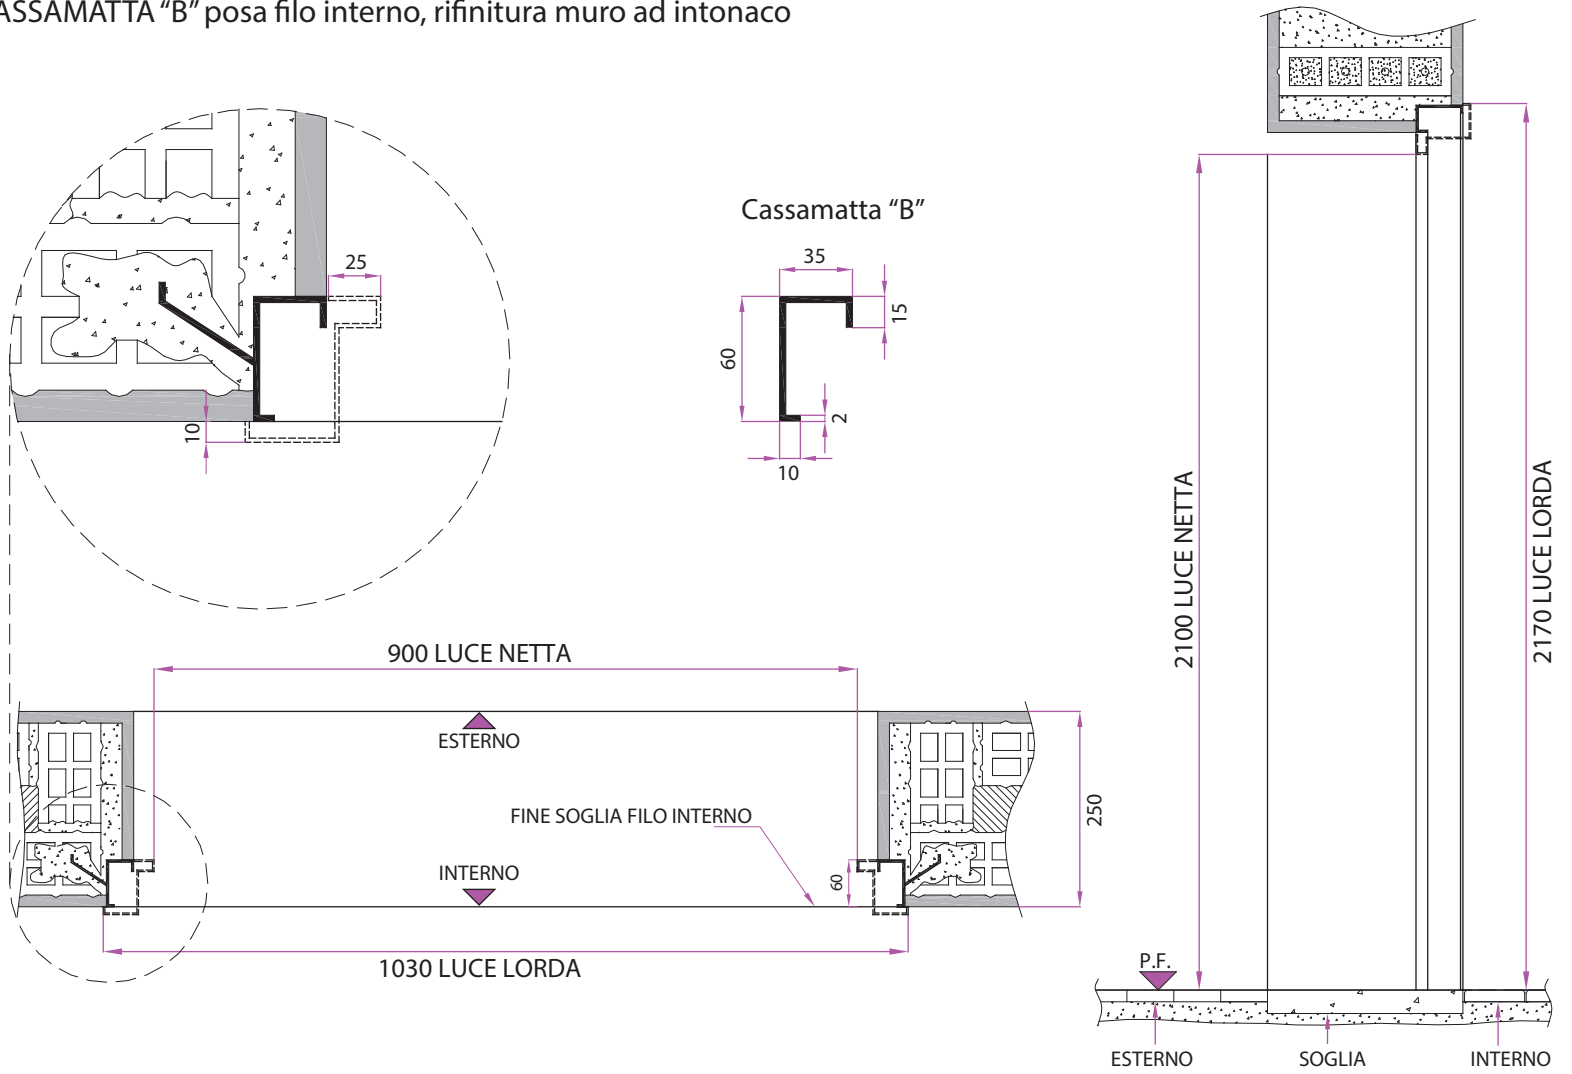 ASSAMATTA “B” posa filo interno, rifinitura muro ad intonaco
25
10
Cassamatta “B”
35
15
60
2
10
2100 LUCE NETTA
2170 LUCE LORDA
900 LUCE NETTA
ESTERNO
FINE SOGLIA FILO INTERNO
250
INTERNO
60
1030 LUCE LORDA
P.F.
ESTERNO
SOGLIA
INTERNO